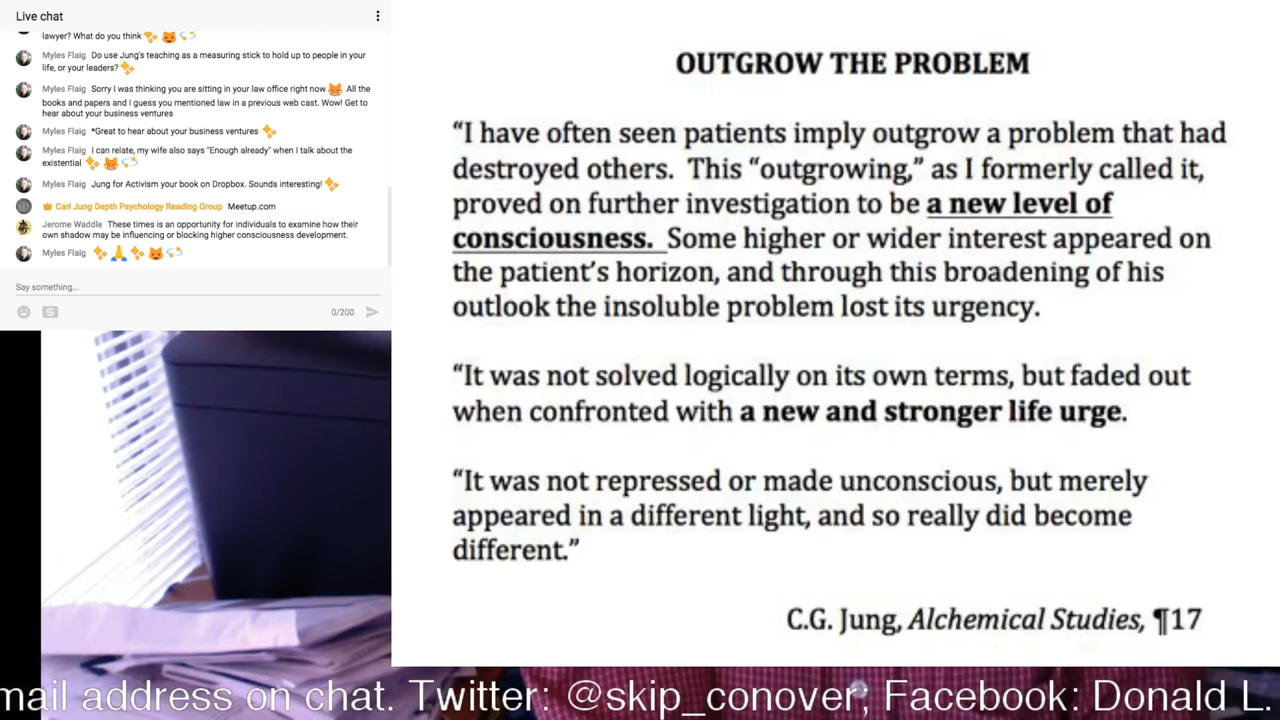 Live chat
lawyer? What do you think
Myles Flaig Do use Jung's teaching as a measuring stick to hold up to people in your
life, or your leaders?
Myles Flaig Sorry I was thinking you are sitting in your law office right now All the
books and papers and I guess you mentioned law in a previous web cast. Wow! Get to
hear about your business ventures
Myles Flaig *Great to hear about your business ventures
Myles Flaig I can relate, my wife also says "Enough already" when I talk about the
existential
Myles Flaig Jung for Activism your book on Dropbox. Sounds interesting!
Carl Jung Depth Psychology Reading Group Meetup.com
Jerome Waddle These times is an opportunity for individuals to examine how their
own shadow may be influencing or blocking higher consciousness development.
Myles Flaig
Say something...
0/200
OUTGROW THE PROBLEM
“I have often seen patients imply outgrow a problem that had
destroyed others. This “outgrowing,” as I formerly called it,
proved on further investigation to be a new level of
consciousness. Some higher or wider interest appeared on
the patient’s horizon, and through this broadening of his
outlook the insoluble problem lost its urgency.
“It was not solved logically on its own terms, but faded out
when confronted with a new and stronger life urge.
“It was not repressed or made unconscious, but merely
appeared in a different light, and so really did become
different.”
C.G. Jung, Alchemical Studies, ¶17
mail address on chat. Twitter: @skip_conover; Facebook: Donald L.